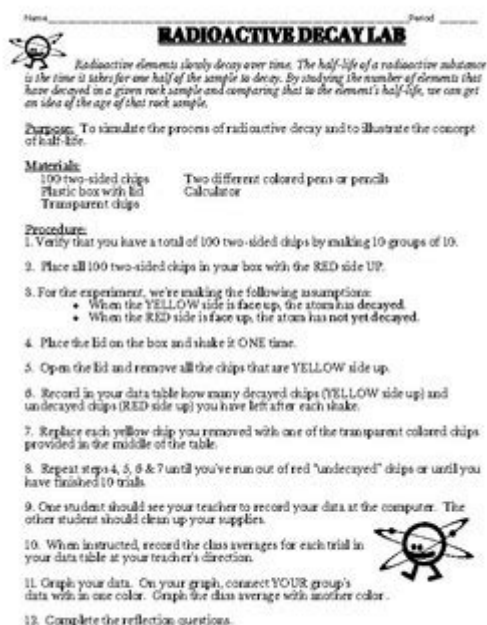 Name Period
RADIOACTIVE DECAY LAB
Radioactive elements slowly decay over time. The half-life of a radioactive substance
is the time it takes for one half of the sample to decay. By studying the number of elements that
have decayed in a given rock sample and comparing that to the element's half-life, we can get
an idea of the age of that rock sample.
Purpose: To simulate the process of radioactive decay and to illustrate the concept
of half-life.
Materials:
100 two-sided chips Two different colored pens or pencils
Plastic box with lid Calculator
Transparent chips
Procedure:
1. Verify that you have a total of 100 two-sided chips by making 10 groups of 10.
2. Place all 100 two-sided chips in your box with the RED side UP.
3. For the experiment, we're making the following assumptions:
• When the YELLOW side is face up, the atom has decayed.
• When the RED side is face up, the atom has not yet decayed.
4. Place the lid on the box and shake it ONE time.
5. Open the lid and remove all the chips that are YELLOW side up.
6. Record in your data table how many decayed chips (YELLOW side up) and
undecayed chips (RED side up) you have left after each shake.
7. Replace each yellow chip you removed with one of the transparent colored chips
provided in the middle of the table.
8. Repeat steps 4, 5, 6 & 7 until you've run out of red "undecayed" chips or until you
have finished 10 trials.
9. One student should see your teacher to record your data at the computer. The
other student should clean up your supplies.
10. When instructed, record the class averages for each trial in
your data table at your teacher's direction.
11. Graph your data. On your graph, connect YOUR group's
data with in one color. Graph the class average with another color.
12. Complete the reflection questions.